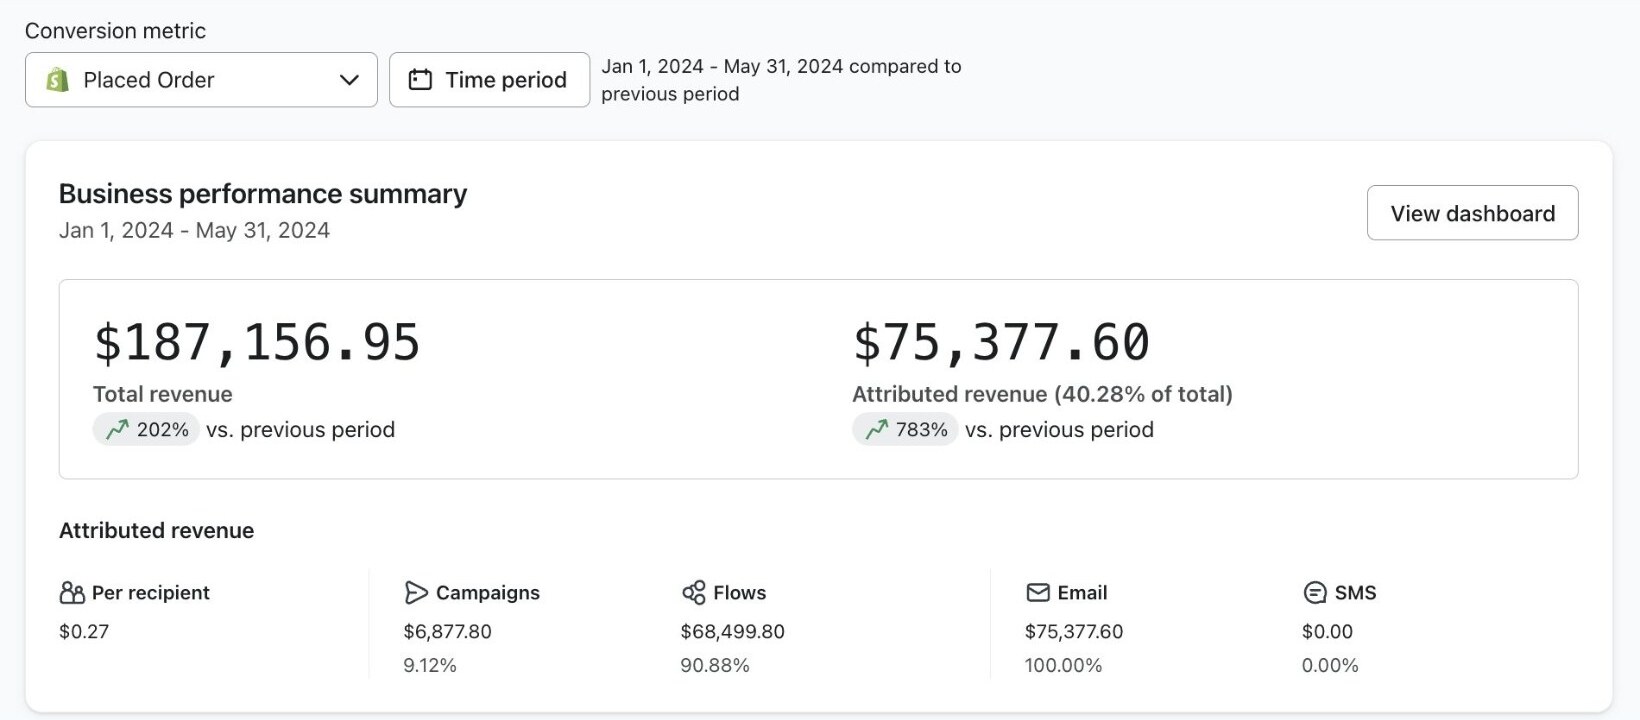 Conversion metric
Placed Order
Time period
Jan 1, 2024 - May 31, 2024 compared to
previous period
Business performance summary
Jan 1, 2024 - May 31, 2024
View dashboard
$187,156.95
Total revenue
202% vs. previous period
$75,377.60
Attributed revenue (40.28% of total)
783% vs. previous period
Attributed revenue
Per recipient
$0.27
Campaigns
$6,877.80
9.12%
Flows
$68,499.80
90.88%
Email
$75,377.60
100.00%
SMS
$0.00
0.00%